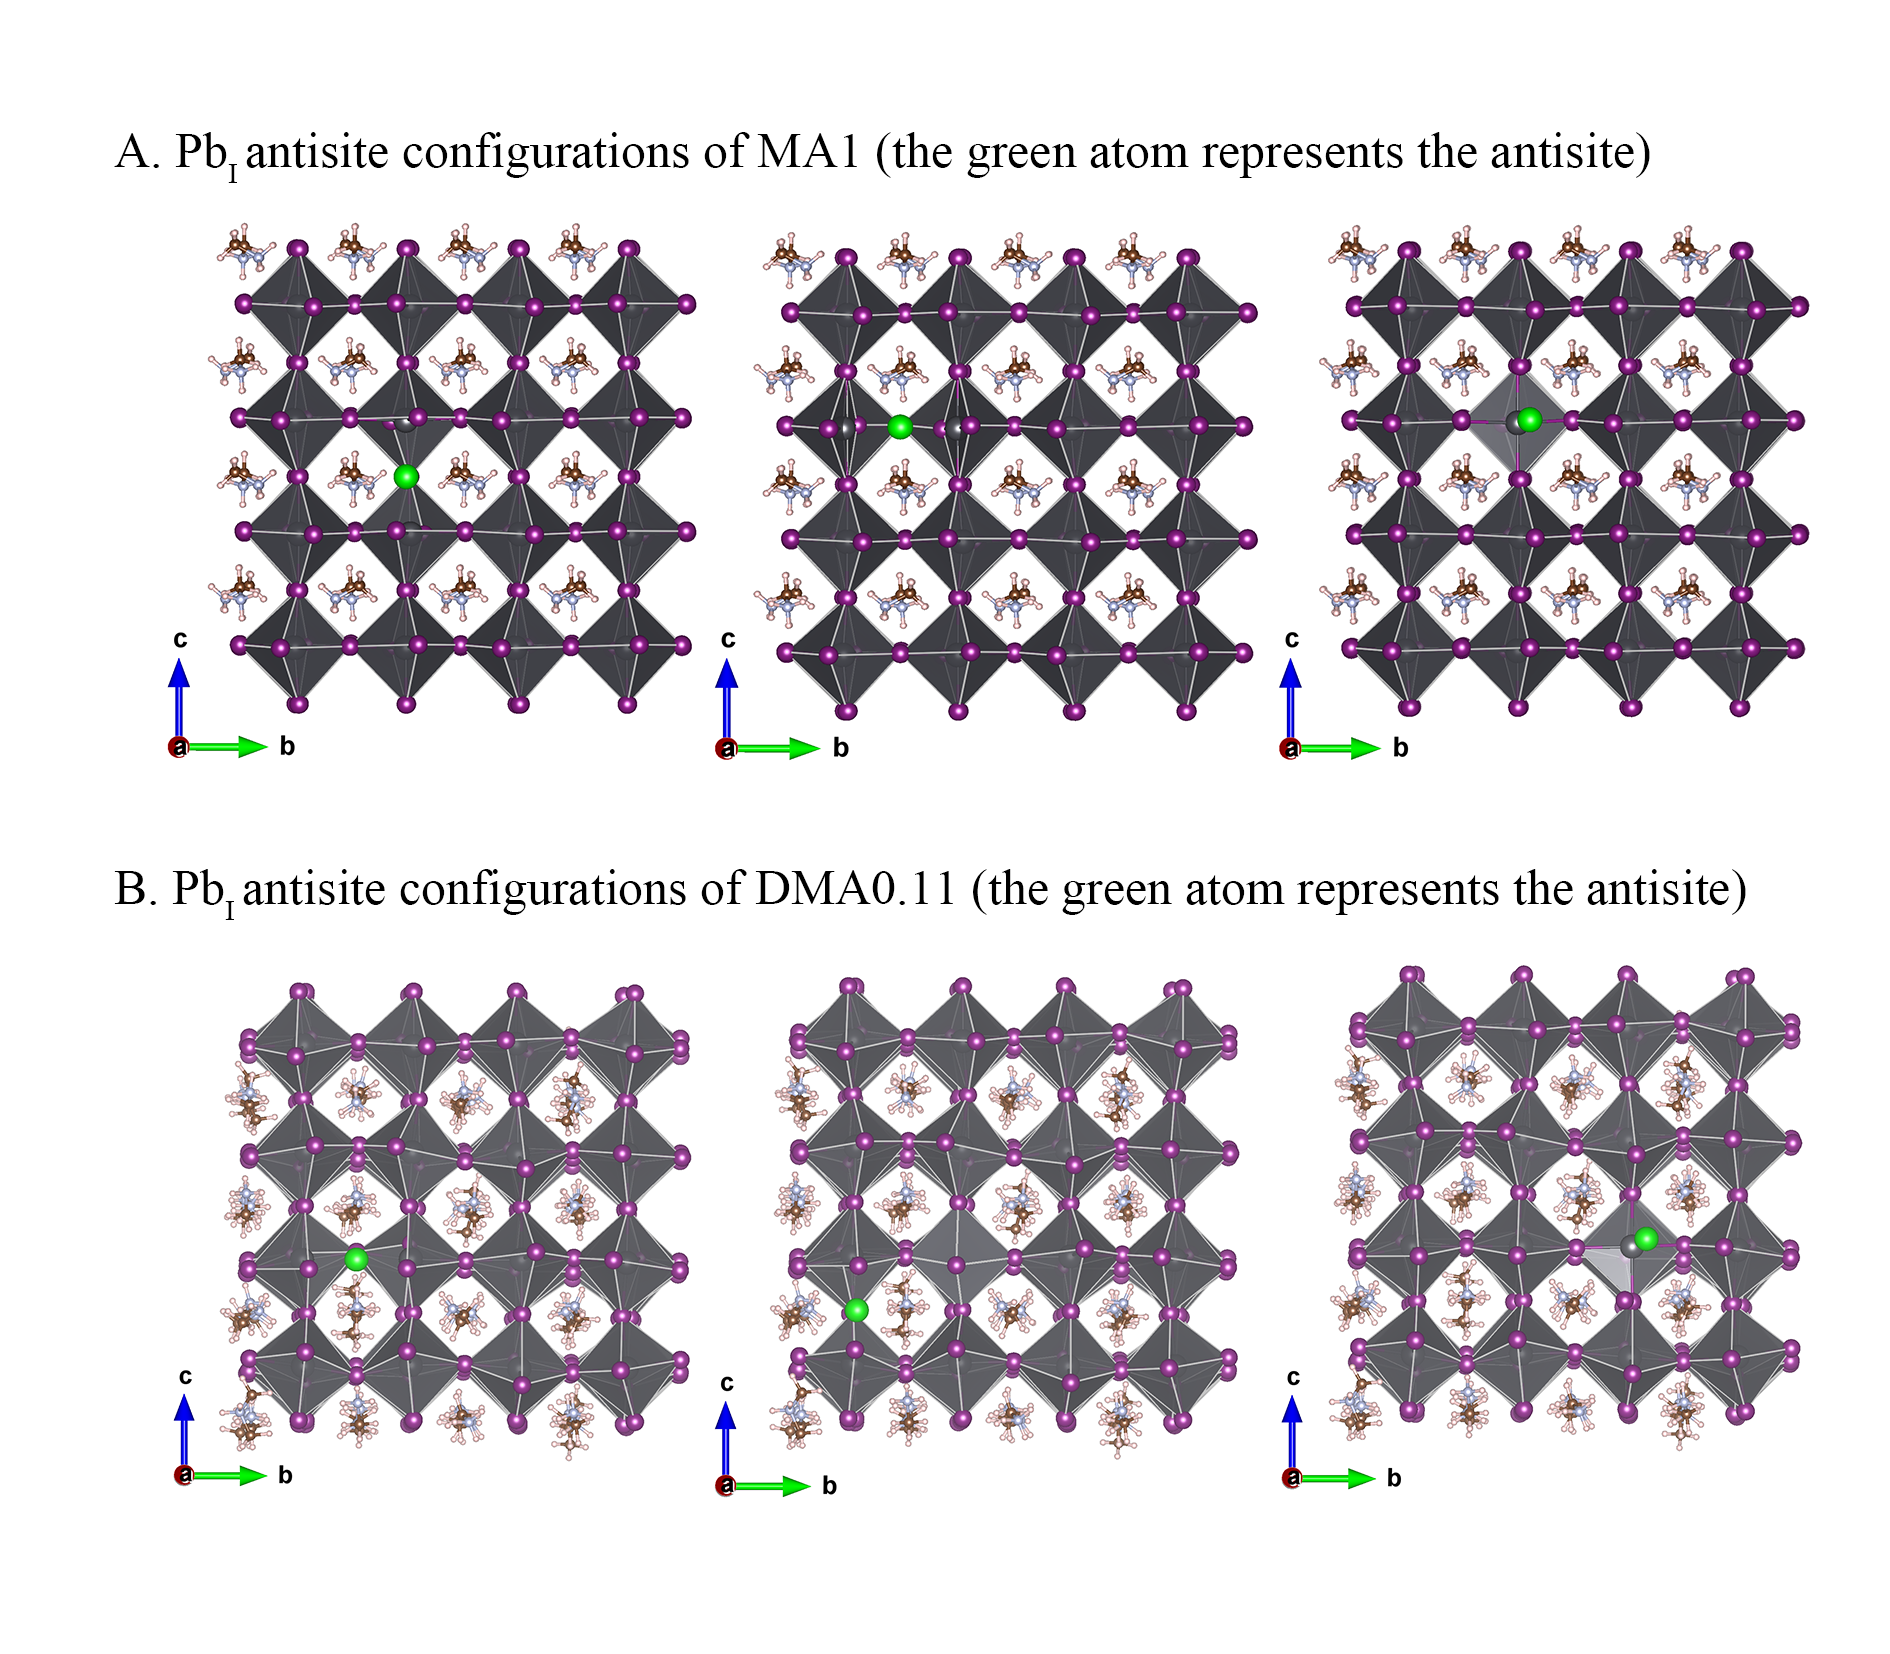 A. PbI antisite configurations of MA1 (the green atom represents the antisite)
c
a b
c
a b
c
a b
B. PbI antisite configurations of DMA0.11 (the green atom represents the antisite)
c
a b
c
a b
c
a b